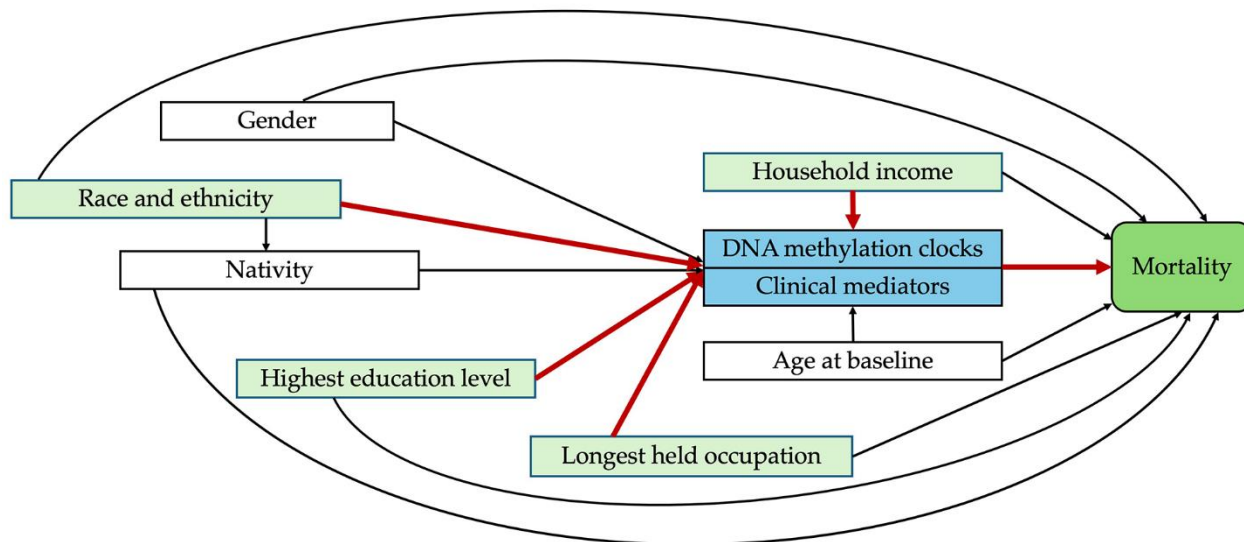 Gender
Race and ethnicity
Nativity
Household income
DNA methylation clocks
Clinical mediators
Mortality
Age at baseline
Highest education level
Longest held occupation